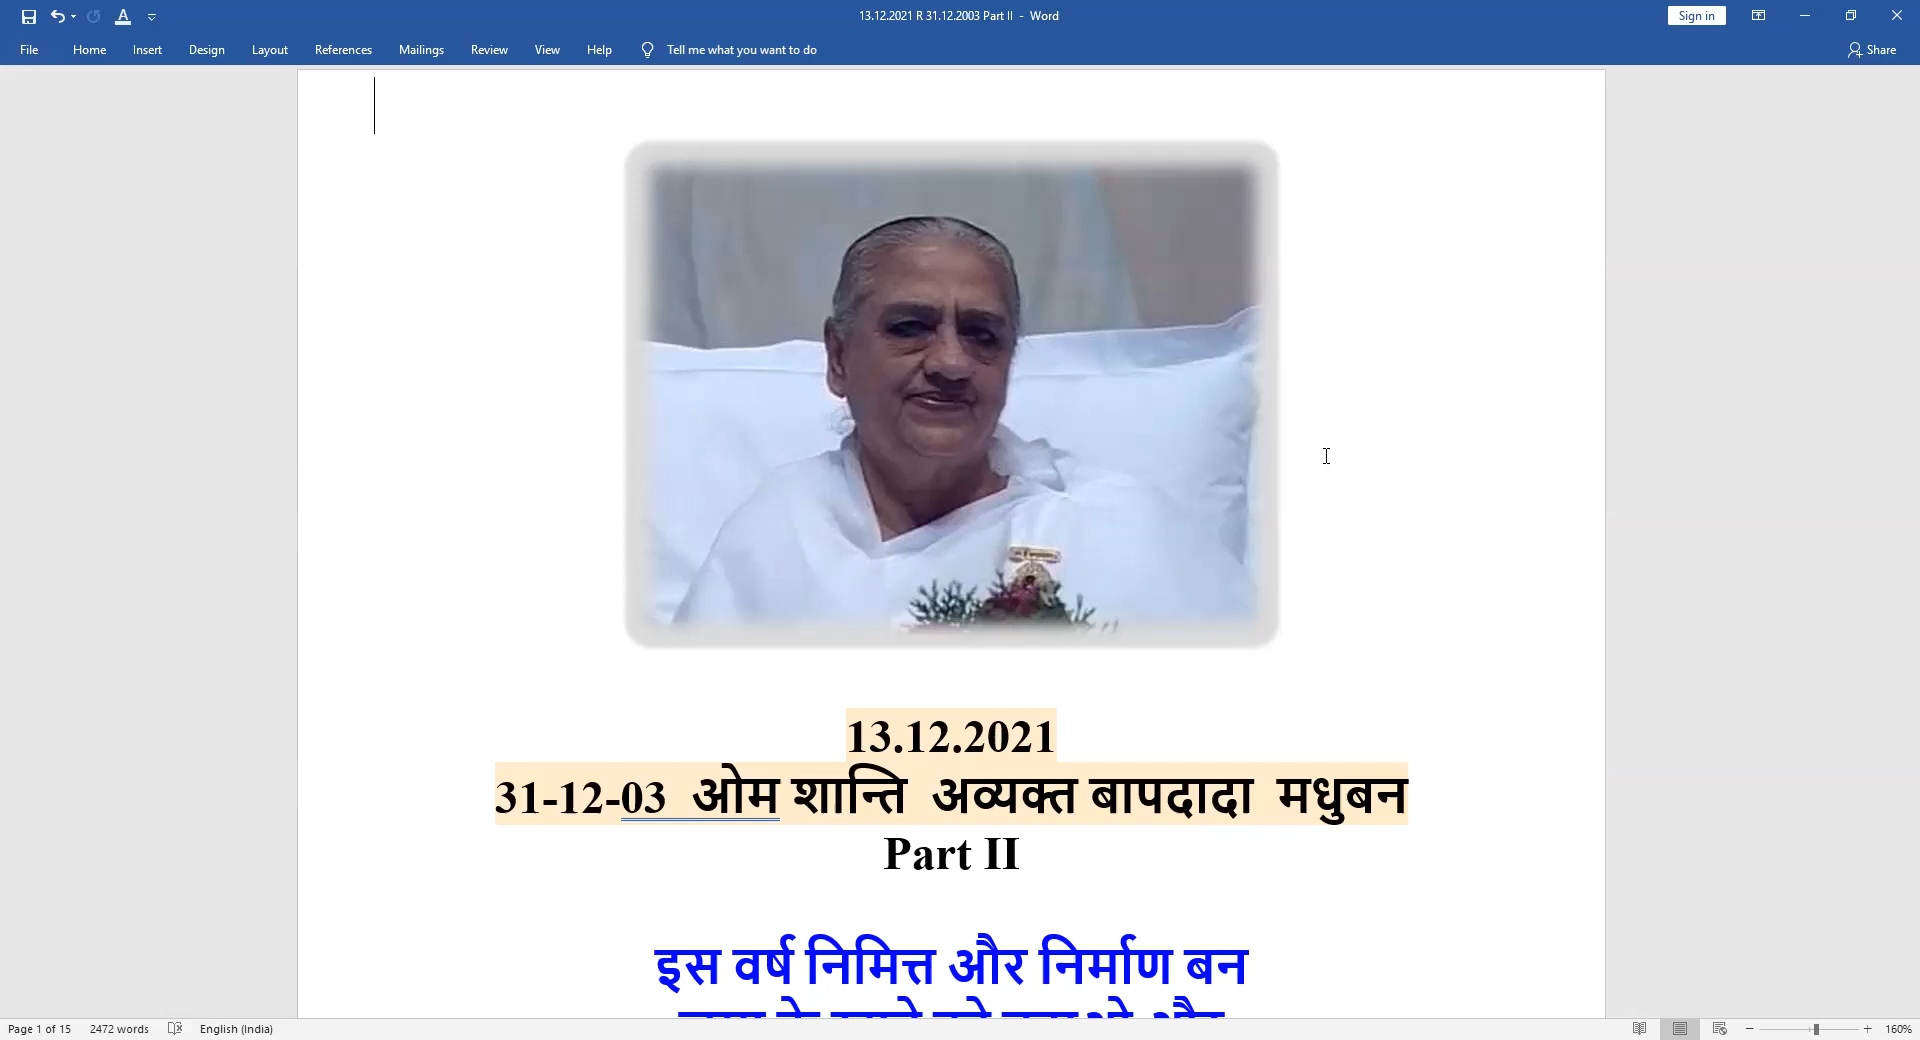 13.12.2021 R 31.12.2003 Part II - Word
Sign in
File Home Insert Design Layout References Mailings Review View Help Tell me what you want to do
Share
13.12.2021
31-12-03 ओम शान्ति अव्यक्त बापदादा मधुबन
Part II
इस वर्ष निमित्त और निर्माण बन
Page 1 of 15 2472 words English (India)
160%